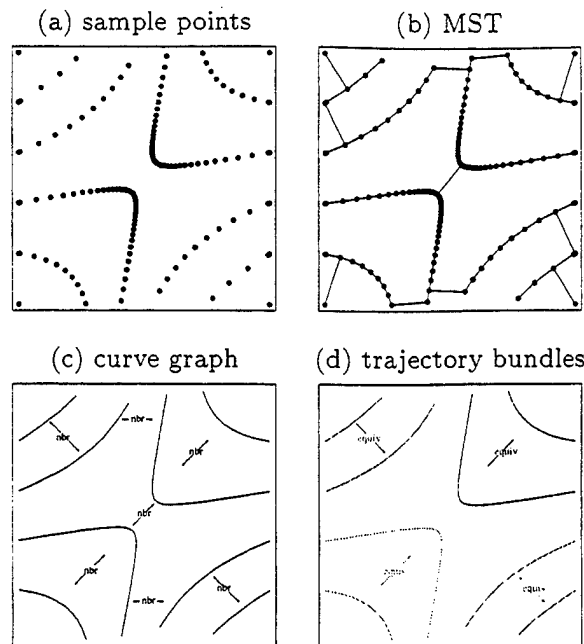 (a) sample points
(b) MST
(c) curve graph
(d) trajectory bundles
nbr
nbr
nbr
nbr
nbr
nbr
nbr
equiv
equiv
equiv
equiv